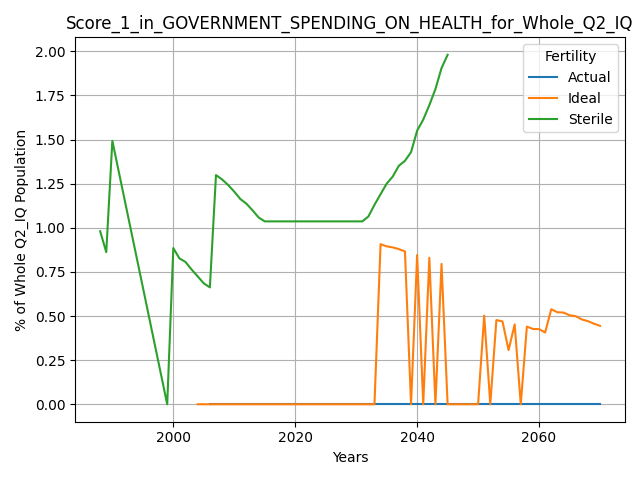 Score_1_in_GOVERNMENT_SPENDING_ON_HEALTH_for_Whole_Q2_IQ
Fertility
Actual
Ideal
Sterile
% of Whole Q2_IQ Population
2.00
1.75
1.50
1.25
1.00
0.75
0.50
0.25
0.00
2000
2020
2040
2060
Years